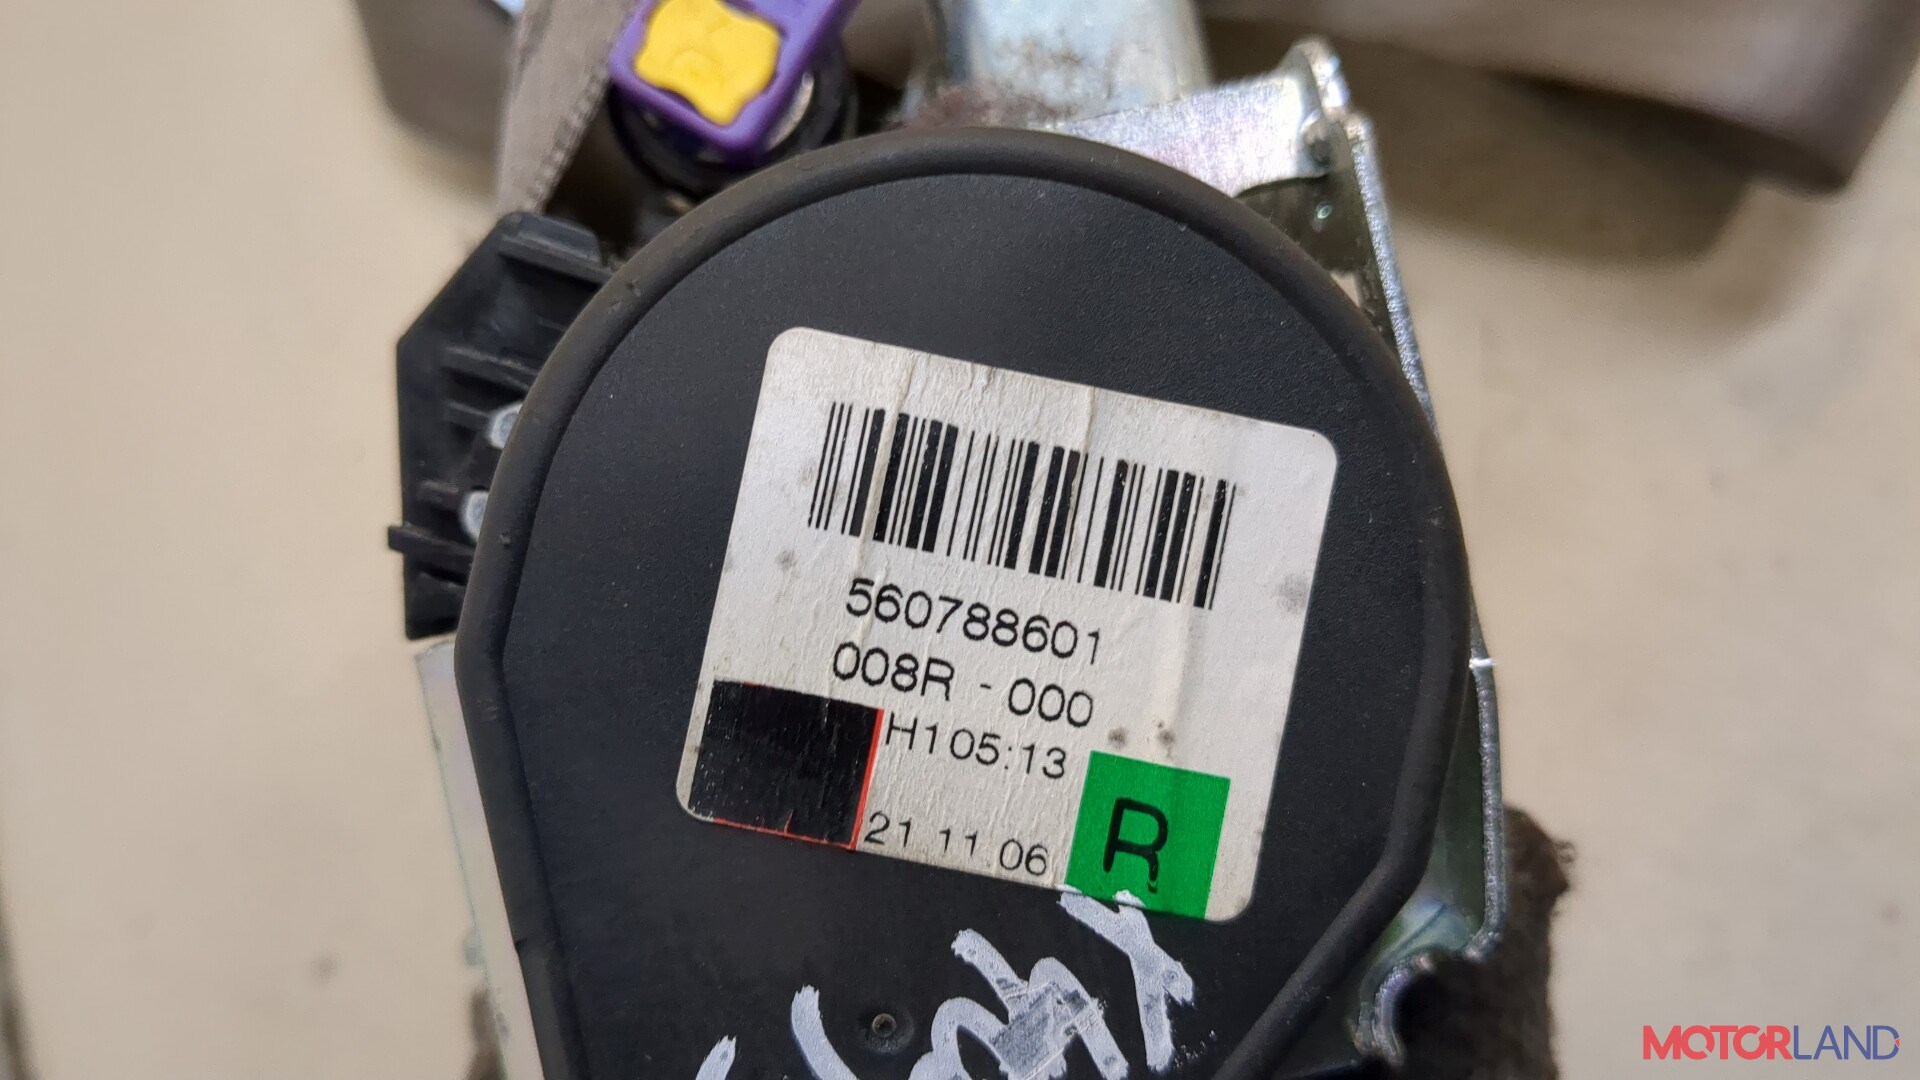 560788601
008R - 000
H105:13
21 11 06
R
MOTORLAND